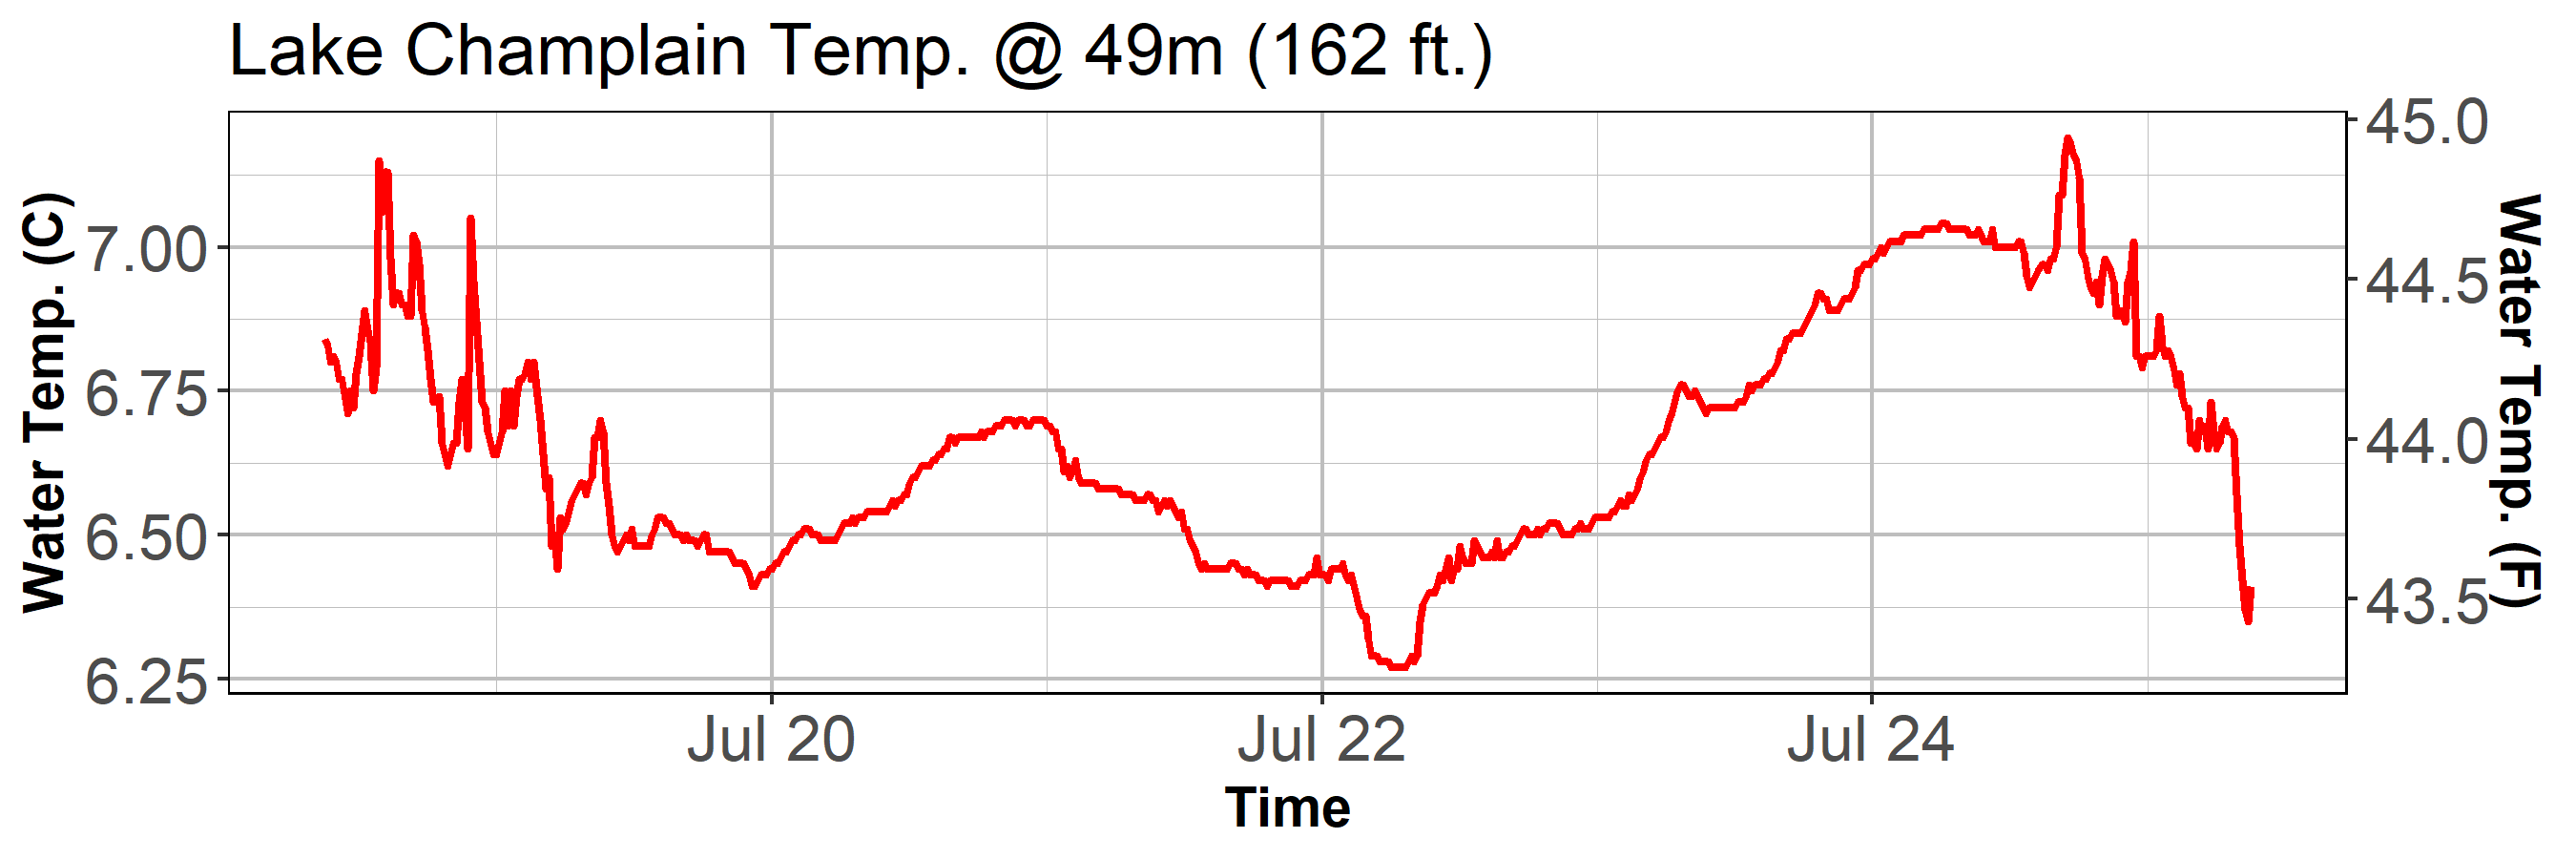 Lake Champlain Temp. @ 49m (162 ft.)
Water Temp. (C)
7.00
6.75
6.50
6.25
45.0
44.5
44.0
43.5
Water Temp. (F)
Jul 20 Jul 22 Jul 24
Time